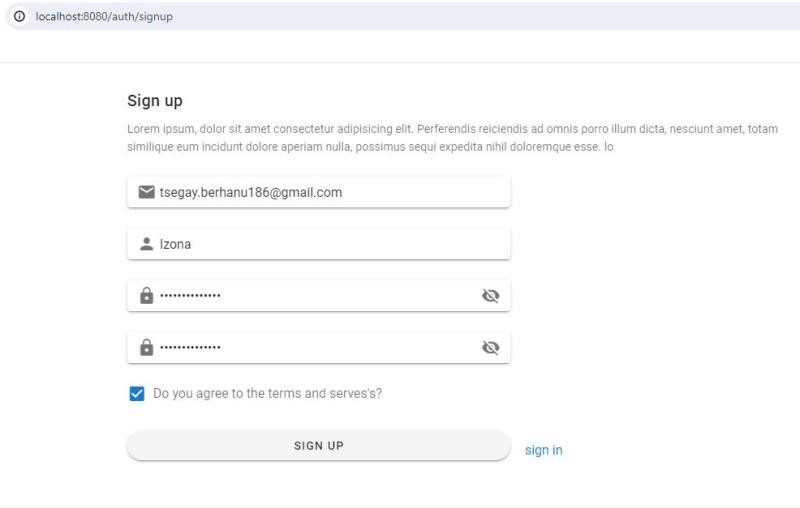 localhost:8080/auth/signup
Sign up
Lorem ipsum, dolor sit amet consectetur adipisicing elit. Perferendis reiciendis ad omnis porro illum dicta, nesciunt amet, totam
similique eum incidunt dolore aperiam nulla, possimus sequi expedita nihil doloremque esse. Io
tsegay.berhanu186@gmail.com
Izona
••••••••••••••
••••••••••••••
Do you agree to the terms and serves's?
SIGN UP
sign in